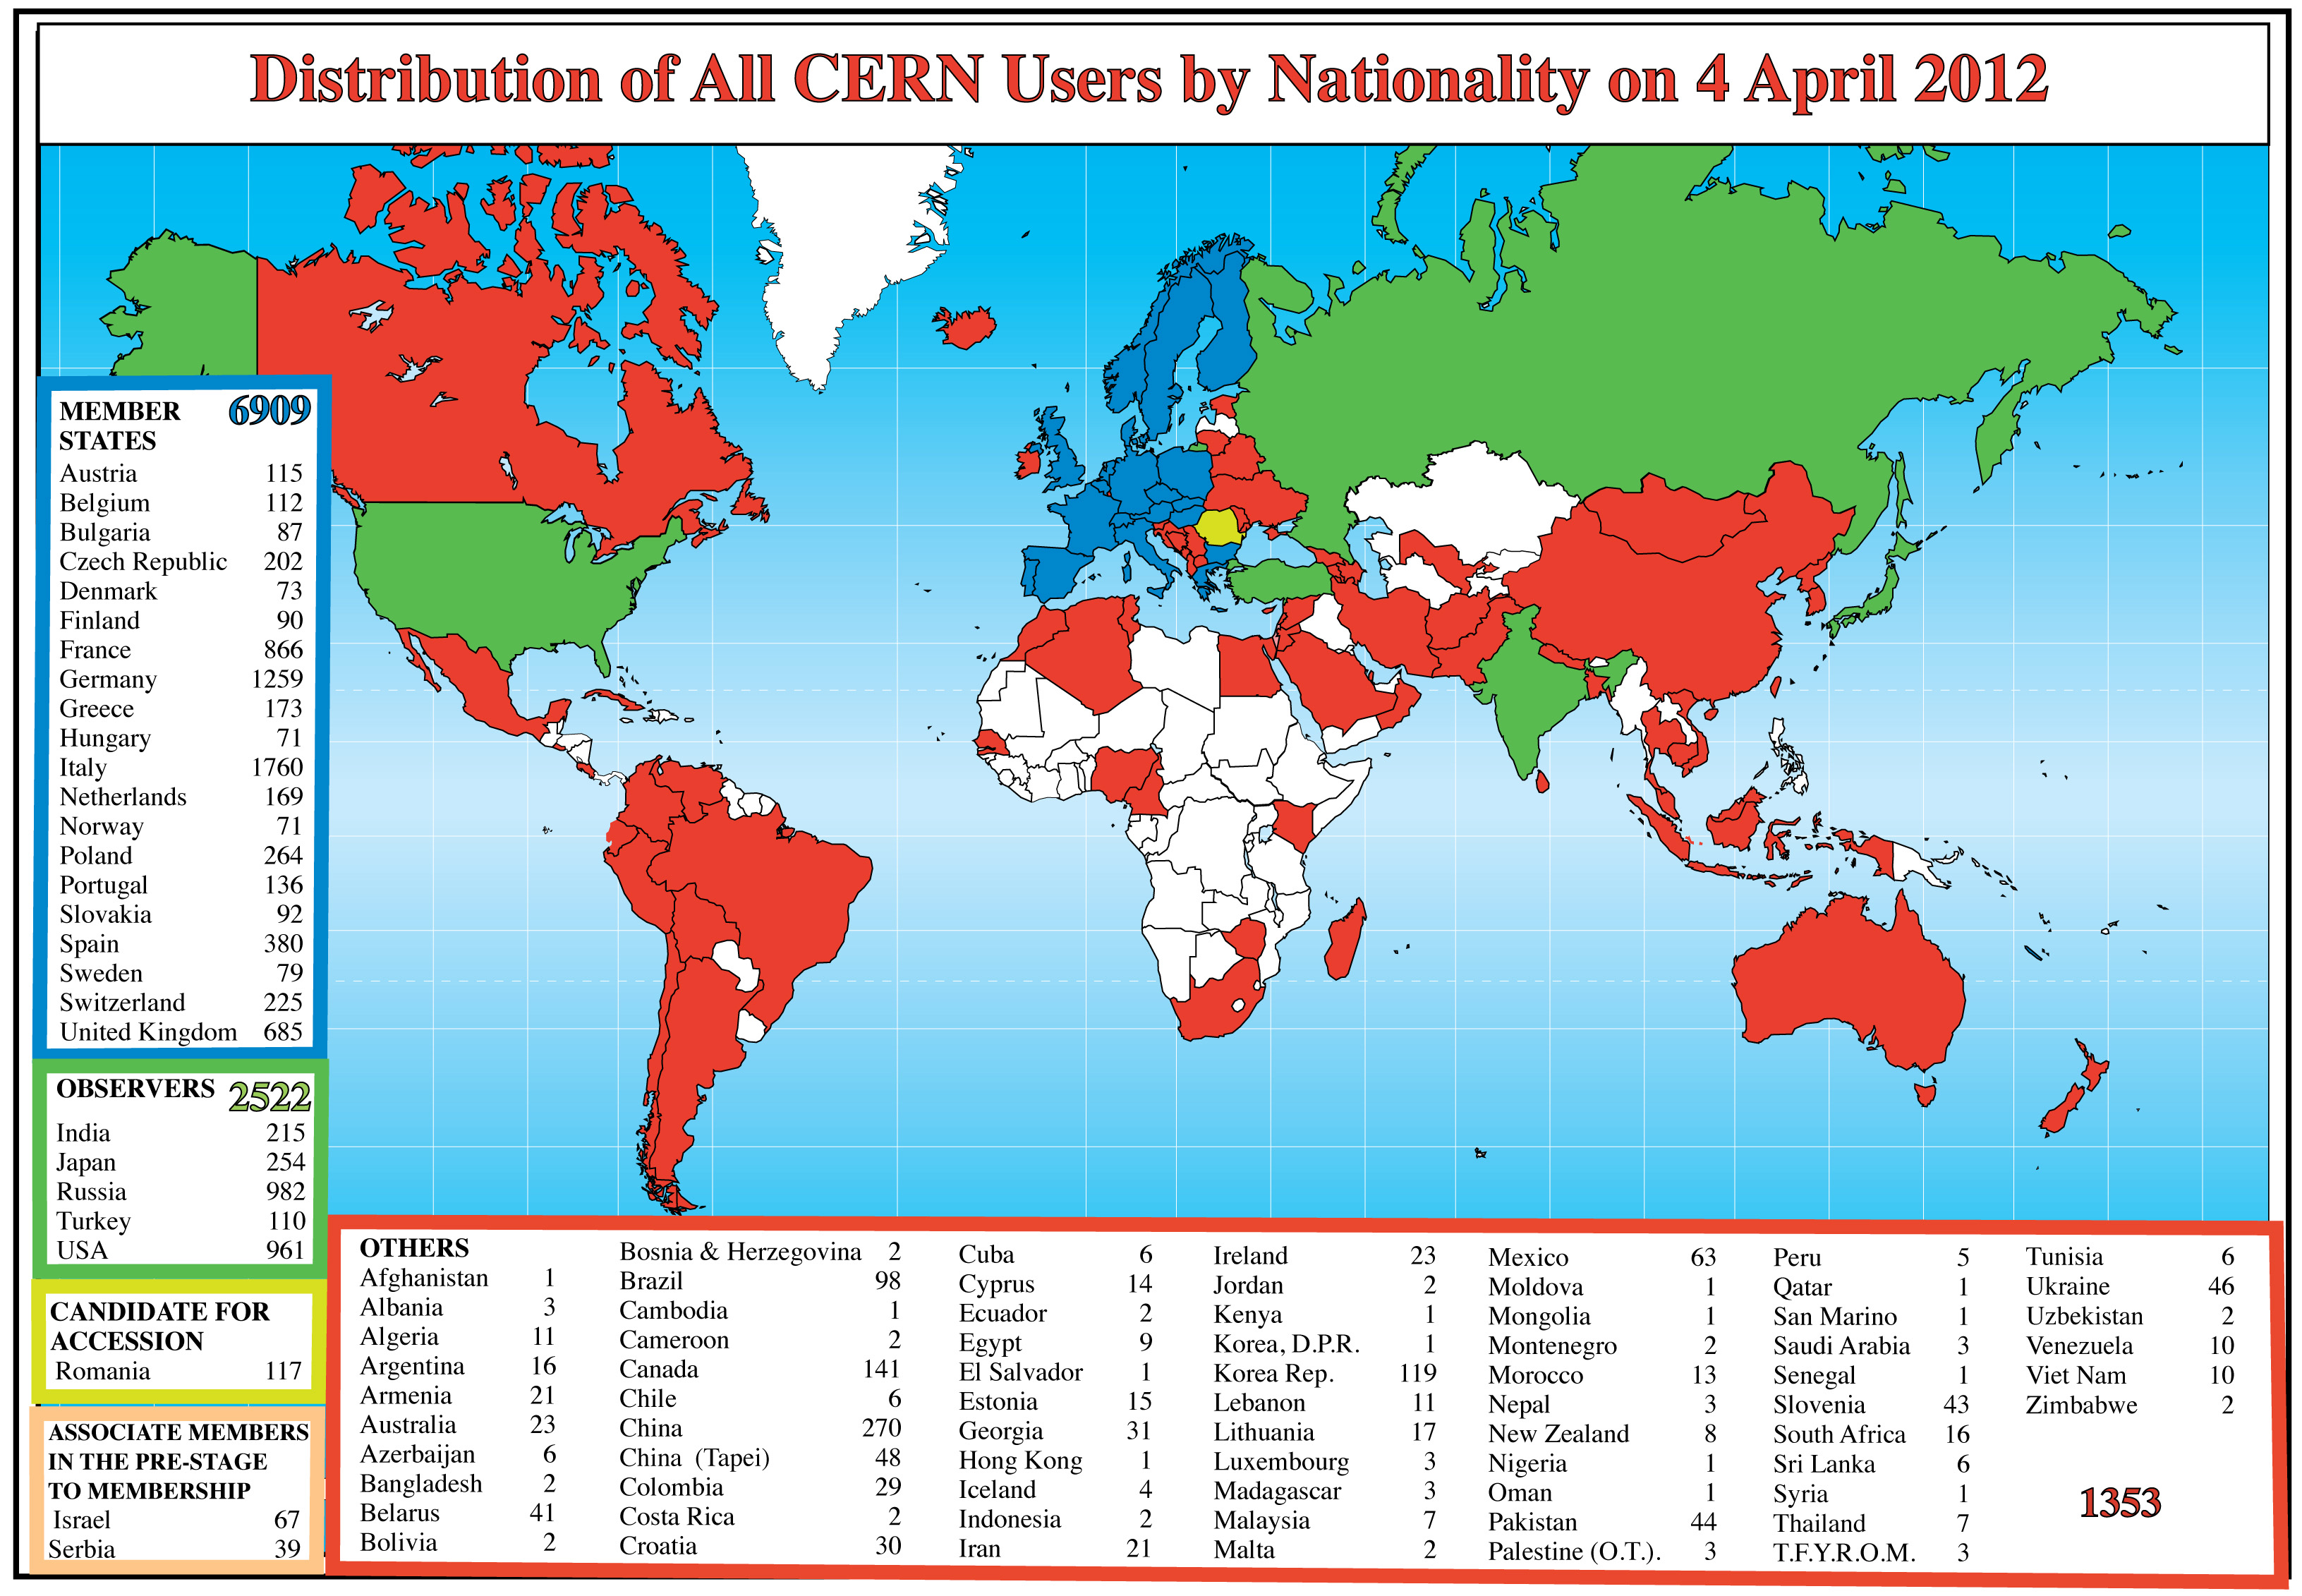 Distribution of All CERN Users by Nationality on 4 April 2012
MEMBER 6909
STATES
Austria 115
Belgium 112
Bulgaria 87
Czech Republic 202
Denmark 73
Finland 90
France 866
Germany 1259
Greece 173
Hungary 71
Italy 1760
Netherlands 169
Norway 71
Poland 264
Portugal 136
Slovakia 92
Spain 380
Sweden 79
Switzerland 225
United Kingdom 685
OBSERVERS 2522
India 215
Japan 254
Russia 982
Turkey 110
USA 961
CANDIDATE FOR
ACCESSION
Romania 117
ASSOCIATE MEMBERS
IN THE PRE-STAGE
TO MEMBERSHIP
Israel 67
Serbia 39
OTHERS
Afghanistan 1
Albania 3
Algeria 11
Argentina 16
Armenia 21
Australia 23
Azerbaijan 6
Bangladesh 2
Belarus 41
Bolivia 2
Bosnia & Herzegovina 2
Brazil 98
Cambodia 1
Cameroon 2
Canada 141
Chile 6
China 270
China (Tapei) 48
Colombia 29
Costa Rica 2
Croatia 30
Cuba 6
Cyprus 14
Ecuador 2
Egypt 9
El Salvador 1
Estonia 15
Georgia 31
Hong Kong 1
Iceland 4
Indonesia 2
Iran 21
Ireland 23
Jordan 2
Kenya 1
Korea, D.P.R. 1
Korea Rep. 119
Lebanon 11
Lithuania 17
Luxembourg 3
Madagascar 3
Malaysia 7
Malta 2
Mexico 63
Moldova 1
Mongolia 1
Montenegro 2
Morocco 13
Nepal 3
New Zealand 8
Nigeria 1
Oman 1
Pakistan 44
Palestine (O.T.). 3
Peru 5
Qatar 1
San Marino 1
Saudi Arabia 3
Senegal 1
Slovenia 43
South Africa 16
Sri Lanka 6
Syria 1
Thailand 7
T.F.Y.R.O.M. 3
Tunisia 6
Ukraine 46
Uzbekistan 2
Venezuela 10
Viet Nam 10
Zimbabwe 2
1353